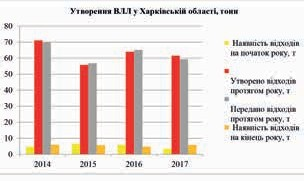 Утворення ВЛЛ у Харківській області, тонн
80
70
60
50
40
30
20
10
0
2014 2015 2016 2017
Наявність відходів
на початок року, т
Утворено відходів
протягом року, т
Передано відходів
протягом року, т
Наявність відходів
на кінець року, т